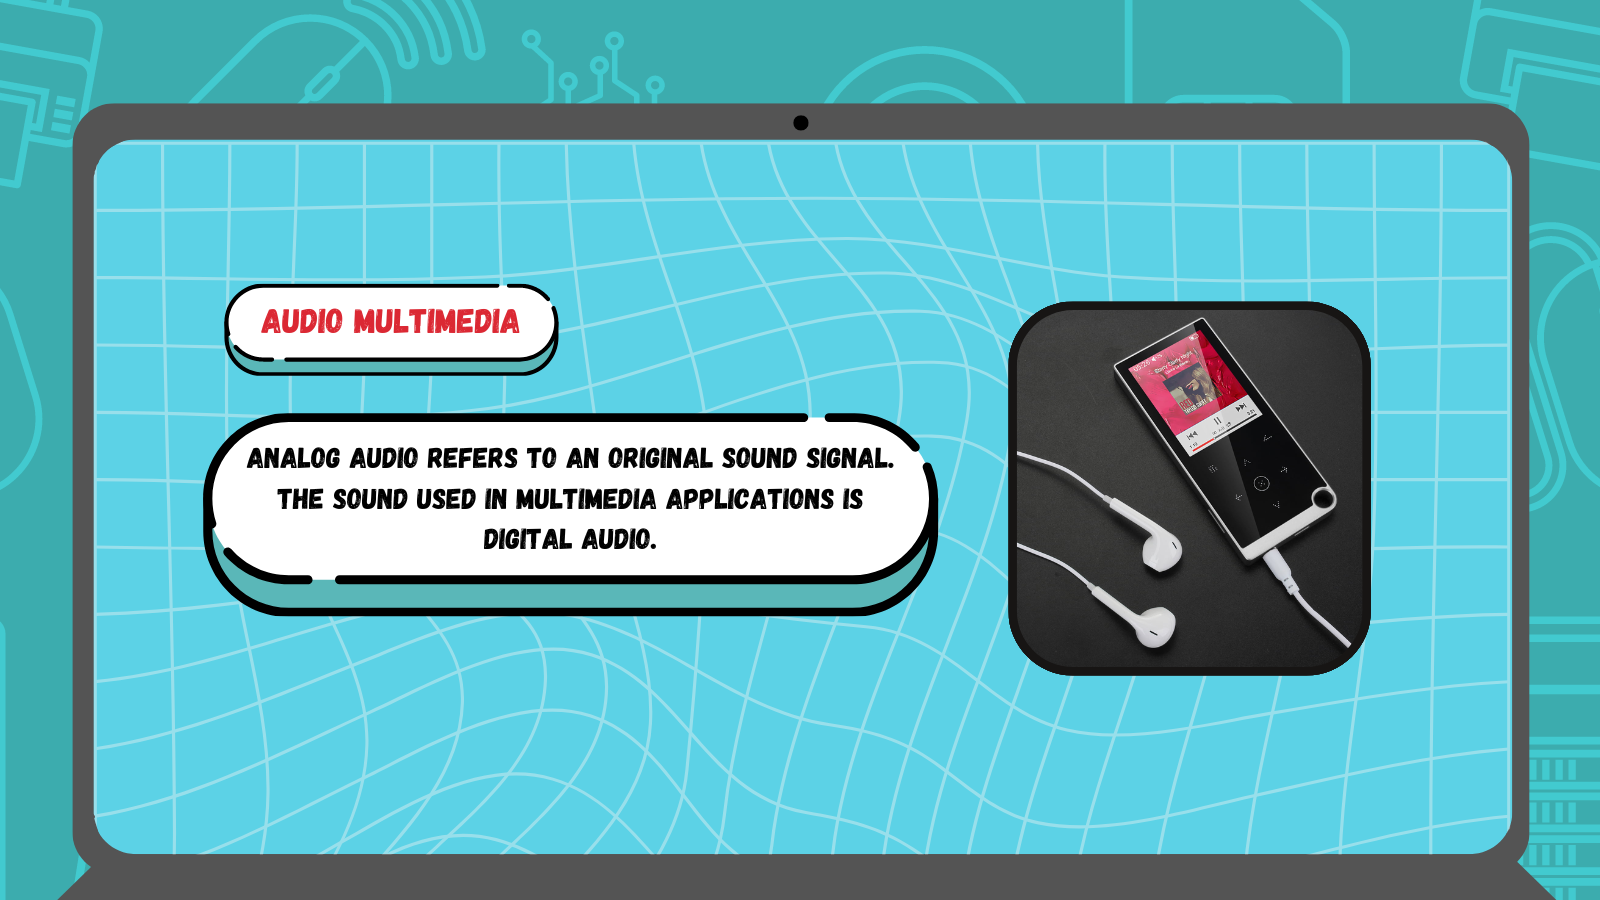 AUDIO MULTIMEDIA
ANALOG AUDIO REFERS TO AN ORIGINAL SOUND SIGNAL.
THE SOUND USED IN MULTIMEDIA APPLICATIONS IS
DIGITAL AUDIO.